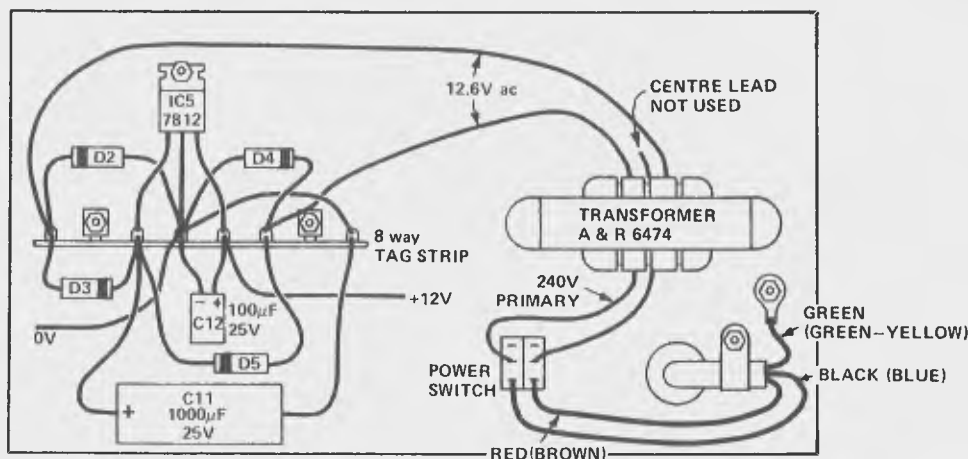 IC5
7812
12.6V ac
CENTRE LEAD
NOT USED
D2
D4
TRANSFORMER
A & R 6474
8 way
TAG STRIP
D3
240V
PRIMARY
+12V
0V
− +
C12
100µF
25V
D5
GREEN
(GREEN–YELLOW)
POWER
SWITCH
BLACK (BLUE)
C11
+ 1000µF
25V
RED(BROWN)